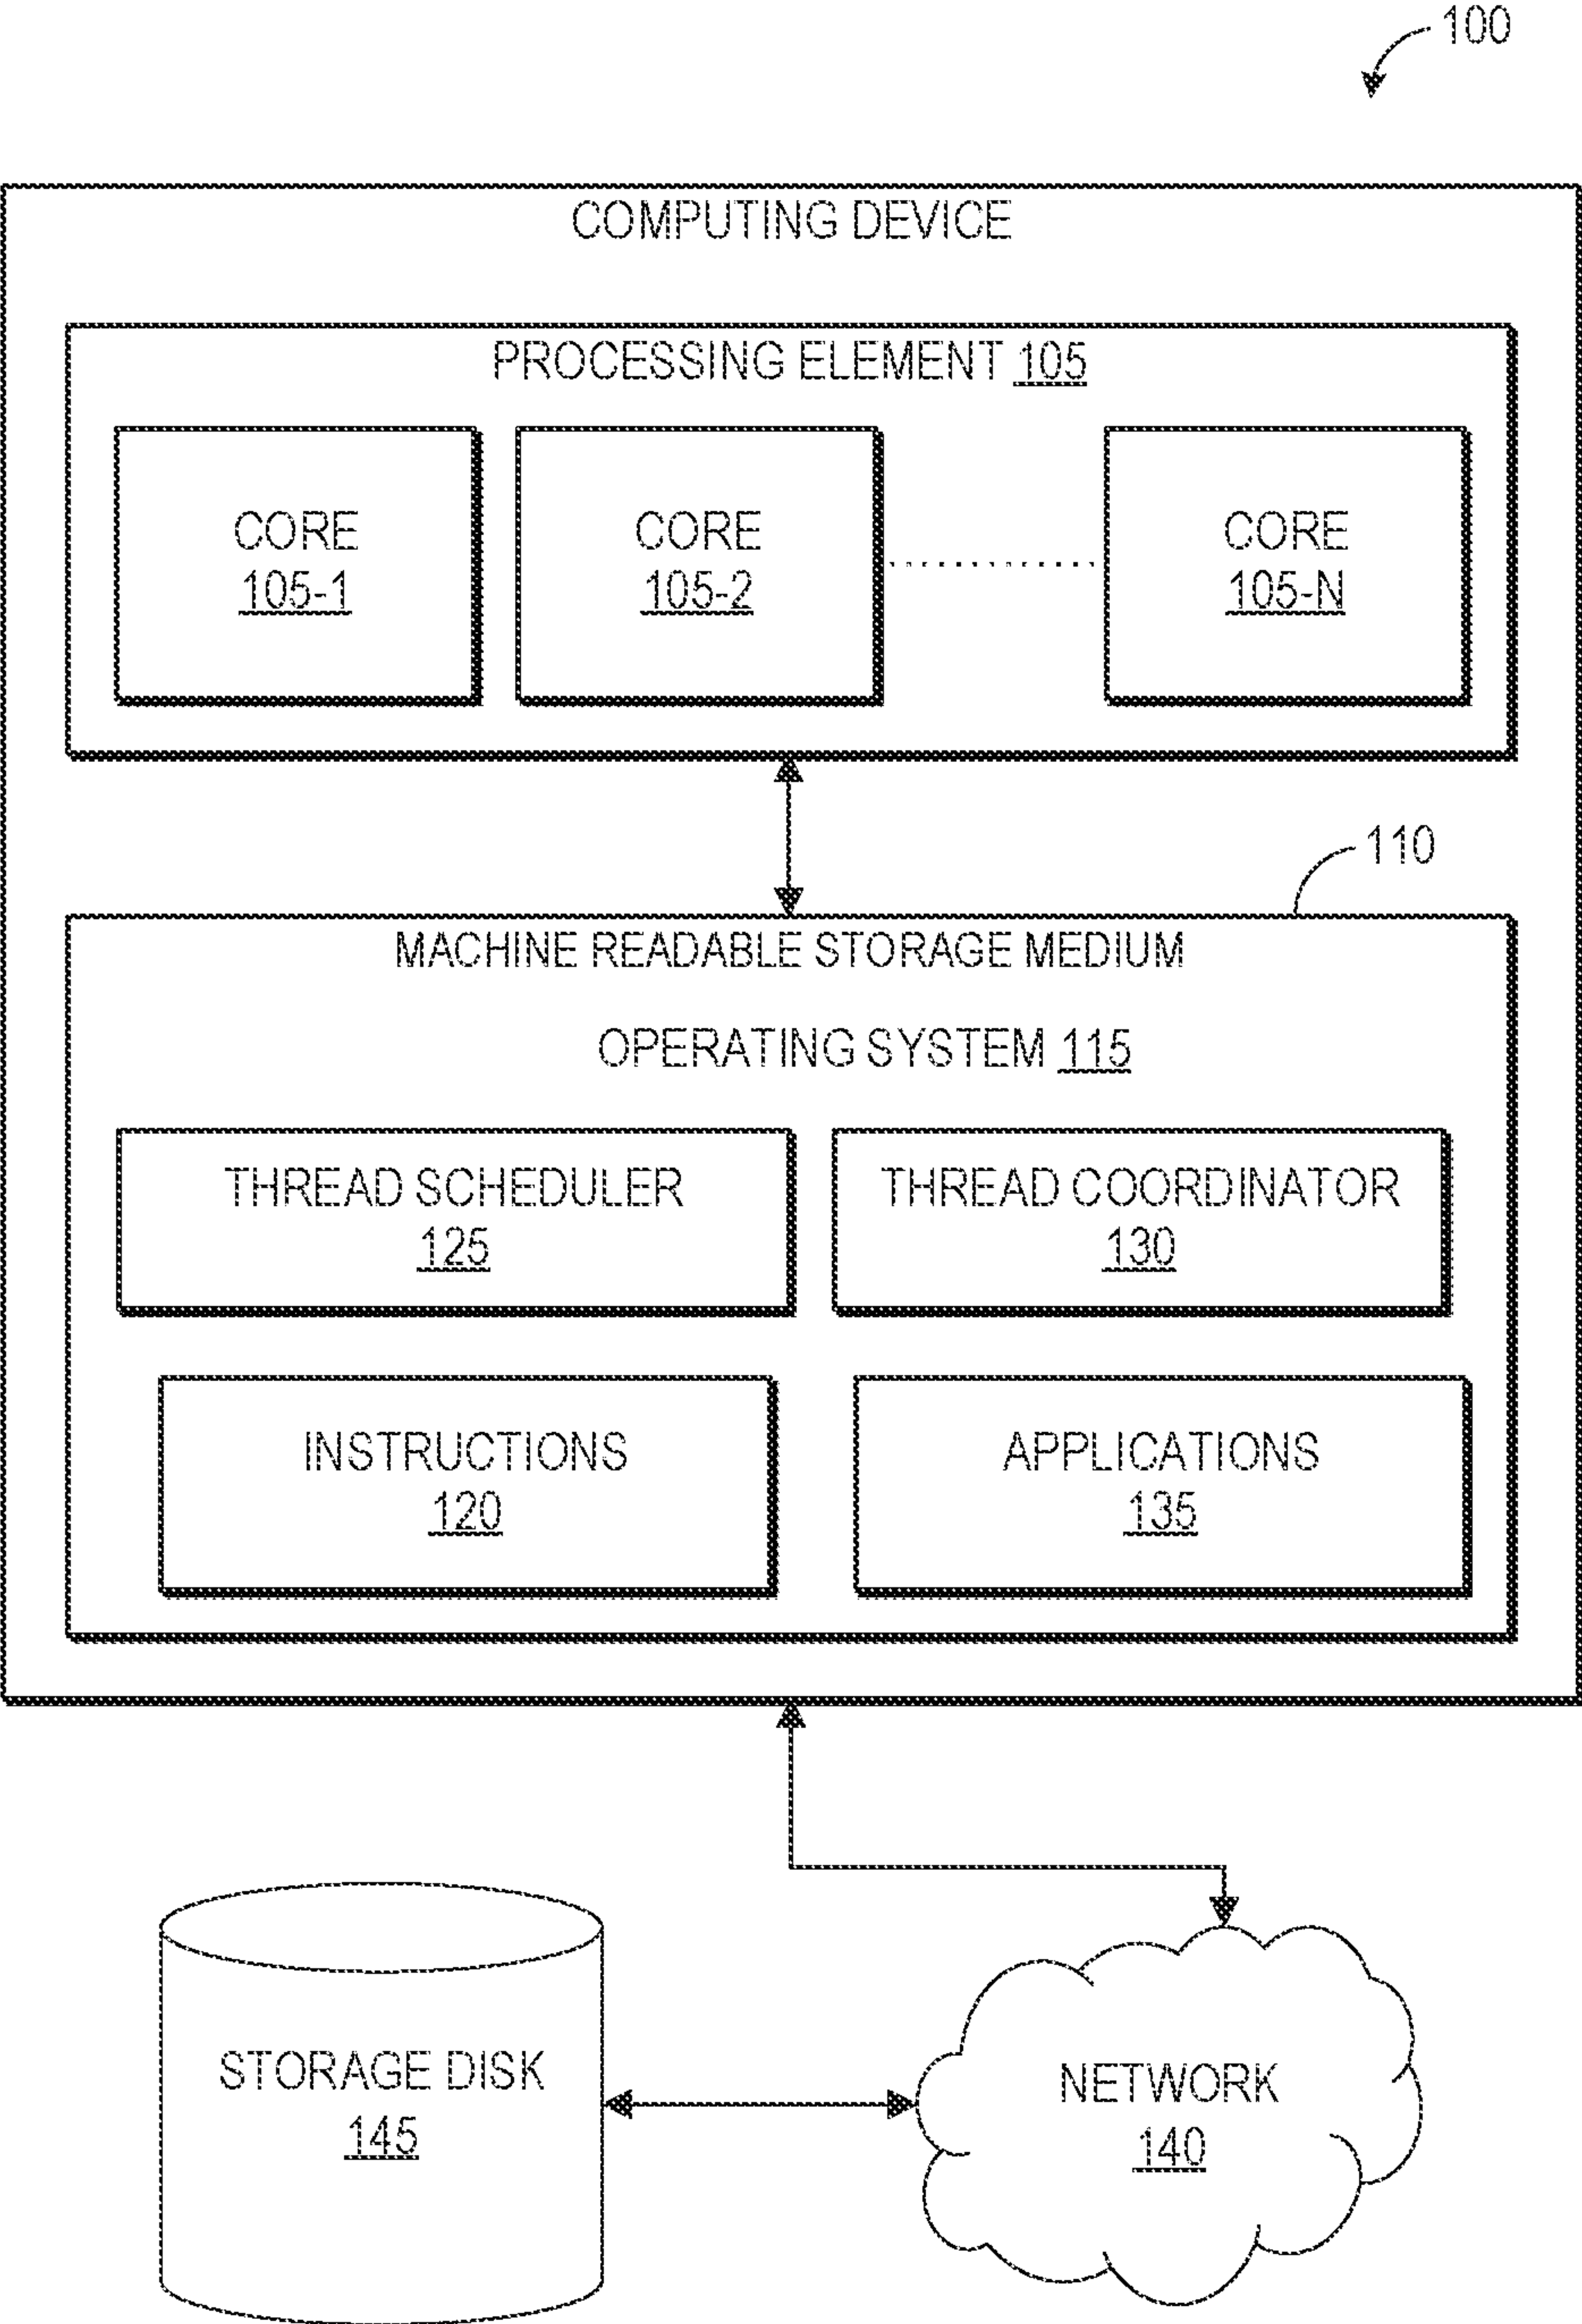 100
COMPUTING DEVICE
PROCESSING ELEMENT 105
CORE
105-1
CORE
105-2
CORE
105-N
110
MACHINE READABLE STORAGE MEDIUM
OPERATING SYSTEM 115
THREAD SCHEDULER
125
THREAD COORDINATOR
130
INSTRUCTIONS
120
APPLICATIONS
135
STORAGE DISK
145
NETWORK
140